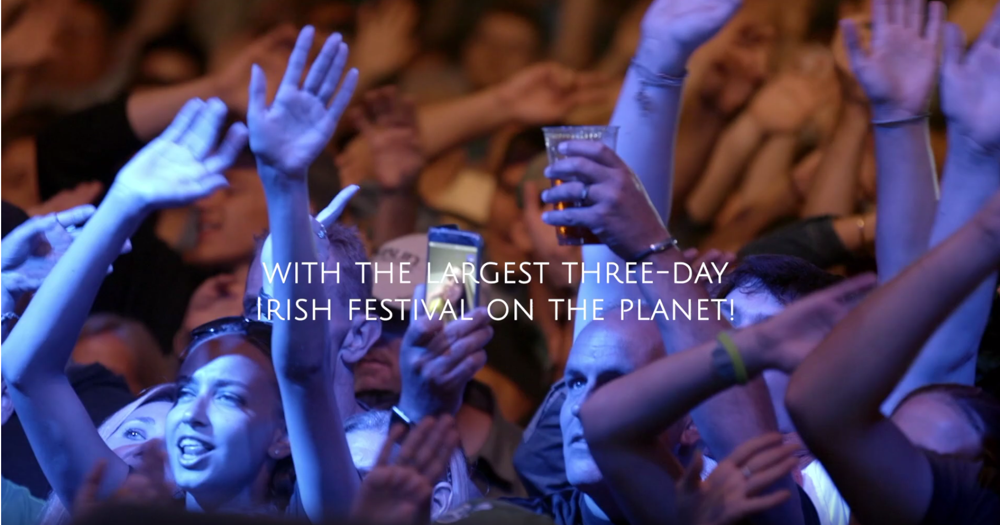 WITH THE LARGEST THREE-DAY
IRISH FESTIVAL ON THE PLANET!